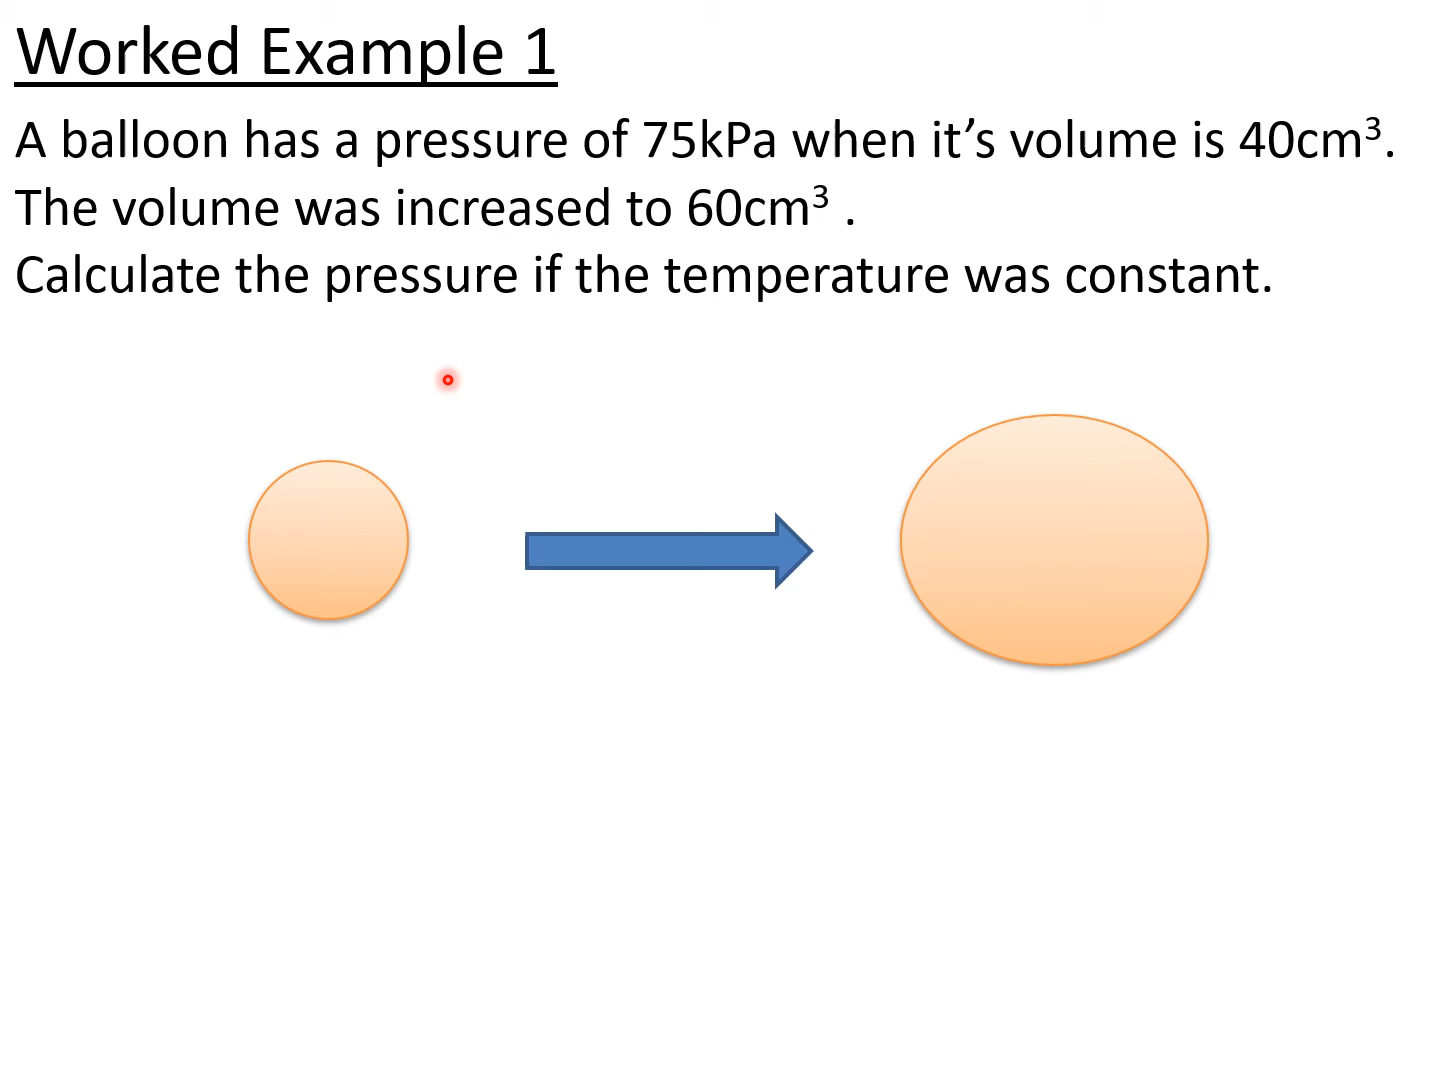 Worked Example 1
A balloon has a pressure of 75kPa when it’s volume is 40cm³.
The volume was increased to 60cm³ .
Calculate the pressure if the temperature was constant.